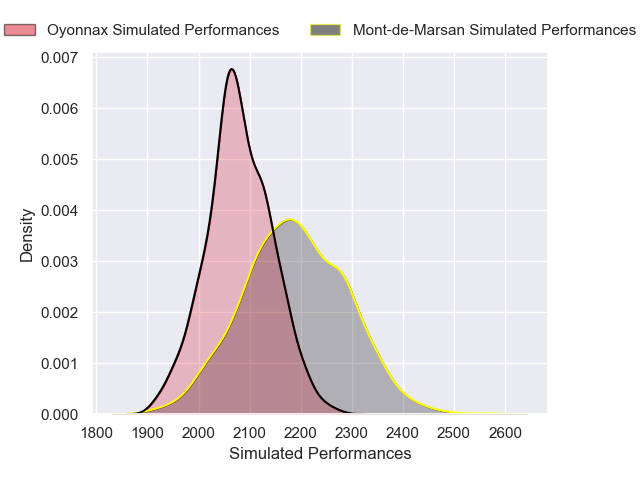 Oyonnax Simulated Performances
Mont-de-Marsan Simulated Performances
0.007
0.006
0.005
0.004
0.003
0.002
0.001
0.000
Density
1800 1900 2000 2100 2200 2300 2400 2500 2600
Simulated Performances